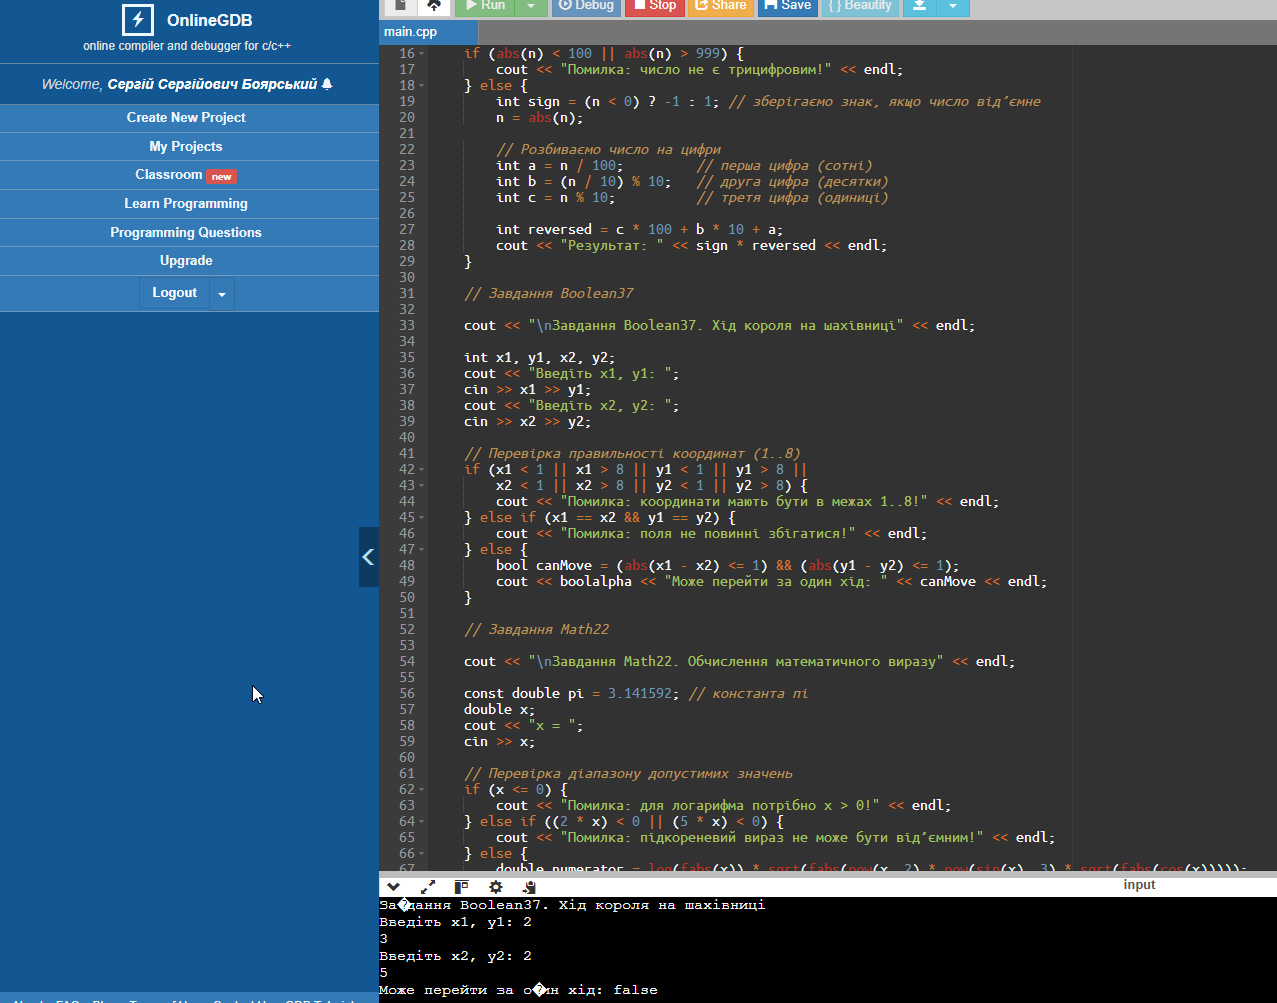 OnlineGDB
online compiler and debugger for c/c++
Welcome, Сергій Сергійович Боярський
Create New Project
My Projects
Classroom new
Learn Programming
Programming Questions
Upgrade
Logout
Run Debug Stop Share Save { } Beautify
main.cpp
16 if (abs(n) < 100 || abs(n) > 999) {
17 cout << "Помилка: число не є трицифровим!" << endl;
18 } else {
19 int sign = (n < 0) ? -1 : 1; // зберігаємо знак, якщо число від’ємне
20 n = abs(n);
21
22 // Розбиваємо число на цифри
23 int a = n / 100; // перша цифра (сотні)
24 int b = (n / 10) % 10; // друга цифра (десятки)
25 int c = n % 10; // третя цифра (одиниці)
26
27 int reversed = c * 100 + b * 10 + a;
28 cout << "Результат: " << sign * reversed << endl;
29 }
30
31 // Завдання Boolean37
32
33 cout << "\nЗавдання Boolean37. Хід короля на шахівниці" << endl;
34
35 int x1, y1, x2, y2;
36 cout << "Введіть x1, y1: ";
37 cin >> x1 >> y1;
38 cout << "Введіть x2, y2: ";
39 cin >> x2 >> y2;
40
41 // Перевірка правильності координат (1..8)
42 if (x1 < 1 || x1 > 8 || y1 < 1 || y1 > 8 ||
43 x2 < 1 || x2 > 8 || y2 < 1 || y2 > 8) {
44 cout << "Помилка: координати мають бути в межах 1..8!" << endl;
45 } else if (x1 == x2 && y1 == y2) {
46 cout << "Помилка: поля не повинні збігатися!" << endl;
47 } else {
48 bool canMove = (abs(x1 - x2) <= 1) && (abs(y1 - y2) <= 1);
49 cout << boolalpha << "Може перейти за один хід: " << canMove << endl;
50 }
51
52 // Завдання Math22
53
54 cout << "\nЗавдання Math22. Обчислення математичного виразу" << endl;
55
56 const double pi = 3.141592; // константа пі
57 double x;
58 cout << "x = ";
59 cin >> x;
60
61 // Перевірка діапазону допустимих значень
62 if (x <= 0) {
63 cout << "Помилка: для логарифма потрібно x > 0!" << endl;
64 } else if ((2 * x) < 0 || (5 * x) < 0) {
65 cout << "Помилка: підкореневий вираз не може бути від’ємним!" << endl;
66 } else {
67 double numerator = log(fabs(x)) * sqrt(fabs(pow(x, 2) * pow(sin(x), 3) * sqrt(fabs(cos(x)))));
input
За�дання Boolean37. Хід короля на шахівниці
Введіть x1, y1: 2
3
Введіть x2, y2: 2
5
Може перейти за о�ин хід: false